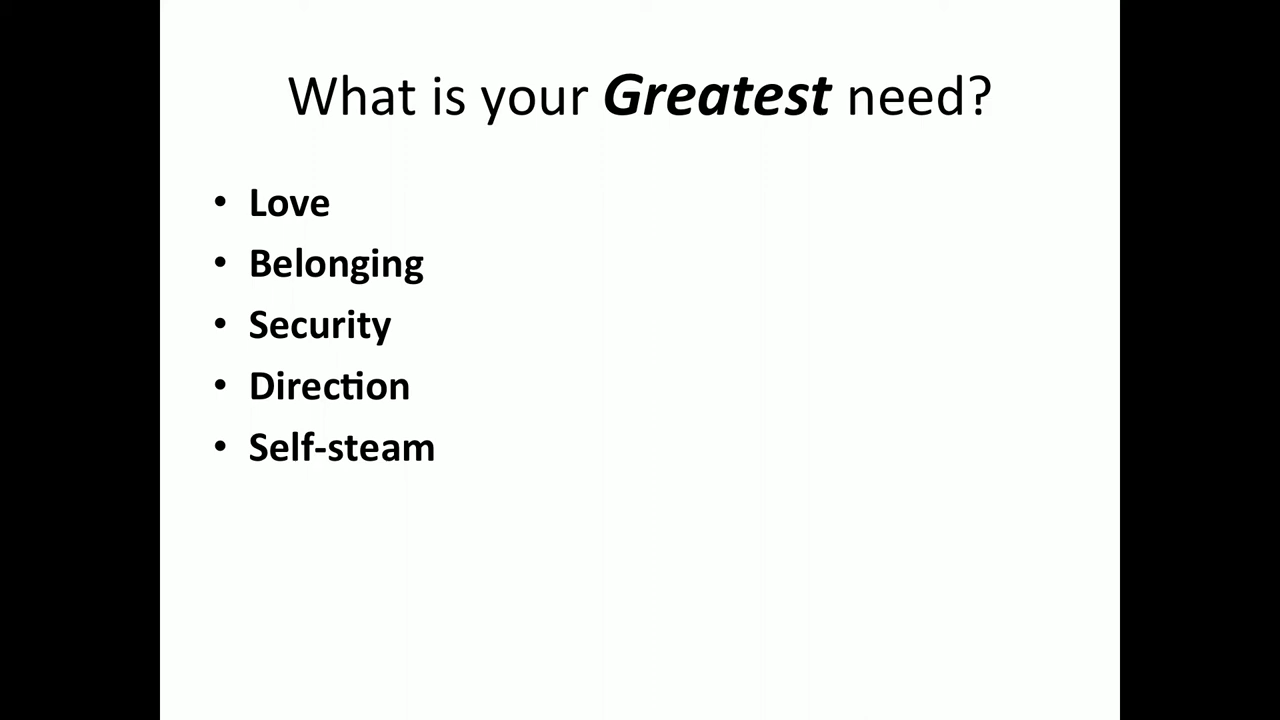 What is your Greatest need?
• Love
• Belonging
• Security
• Direction
• Self-steam